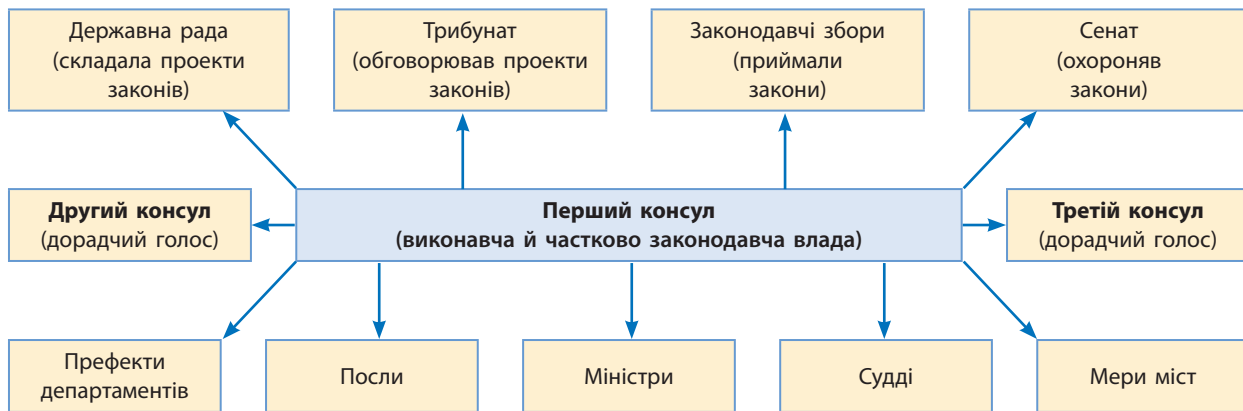 Державна рада
(складала проекти
законів)
Трибунат
(обговорював проекти
законів)
Законодавчі збори
(приймали
закони)
Сенат
(охороняв
закони)
Другий консул
(дорадчий голос)
Перший консул
(виконавча й частково законодавча влада)
Третій консул
(дорадчий голос)
Префекти
департаментів
Посли
Міністри
Судді
Мери міст